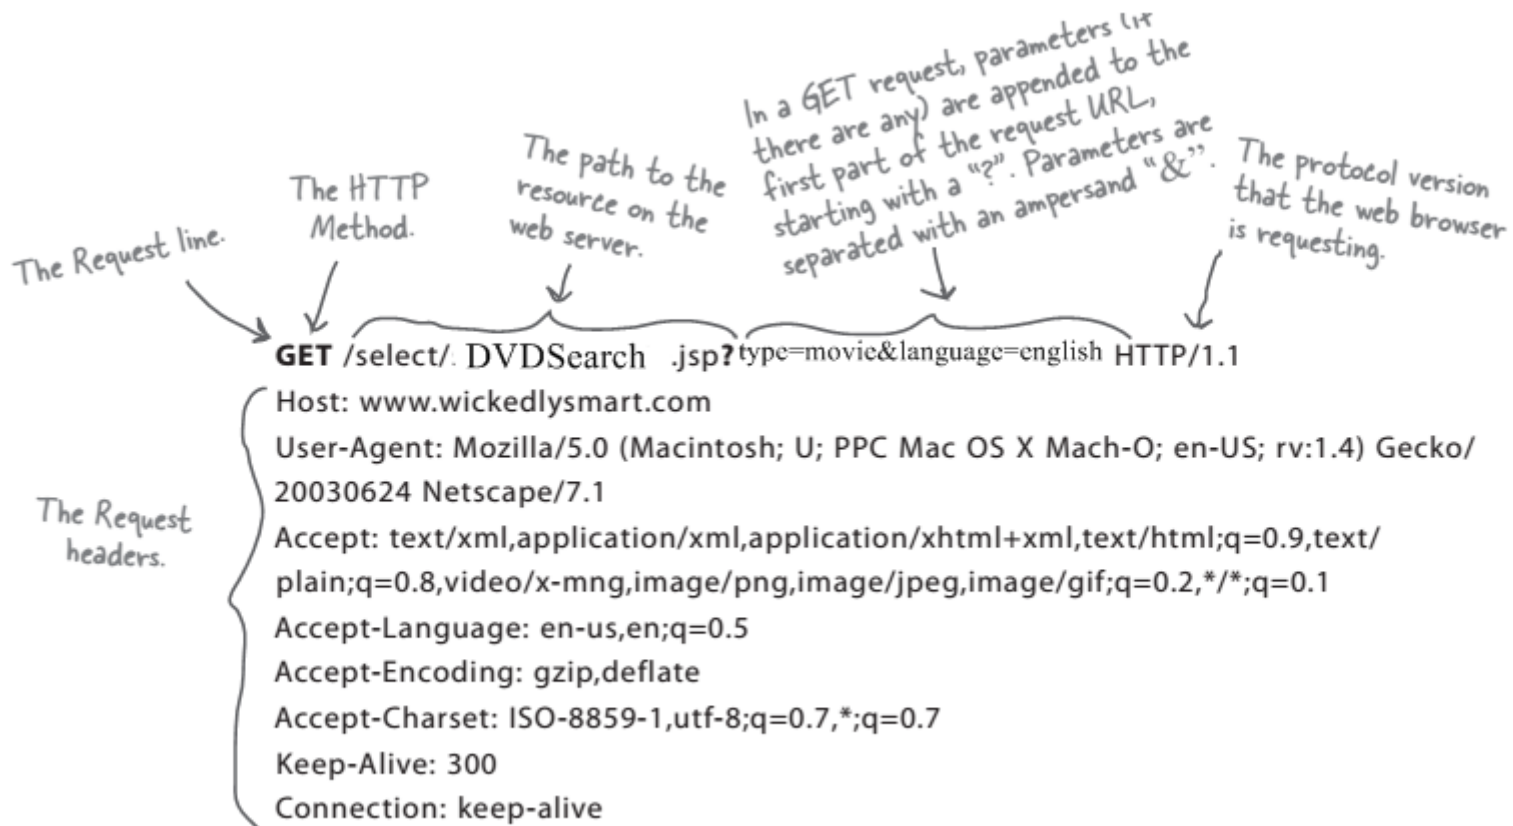 In a GET request, parameters (if
there are any) are appended to the
first part of the request URL,
starting with a "?". Parameters are
separated with an ampersand "&".
The path to the
resource on the
web server.
The protocol version
that the web browser
is requesting.
The HTTP
Method.
The Request line.
GET /select/ DVDSearch .jsp?type=movie&language=english HTTP/1.1
Host: www.wickedlysmart.com
User-Agent: Mozilla/5.0 (Macintosh; U; PPC Mac OS X Mach-O; en-US; rv:1.4) Gecko/
20030624 Netscape/7.1
The Request
headers.
Accept: text/xml,application/xml,application/xhtml+xml,text/html;q=0.9,text/
plain;q=0.8,video/x-mng,image/png,image/jpeg,image/gif;q=0.2,*/*;q=0.1
Accept-Language: en-us,en;q=0.5
Accept-Encoding: gzip,deflate
Accept-Charset: ISO-8859-1,utf-8;q=0.7,*;q=0.7
Keep-Alive: 300
Connection: keep-alive